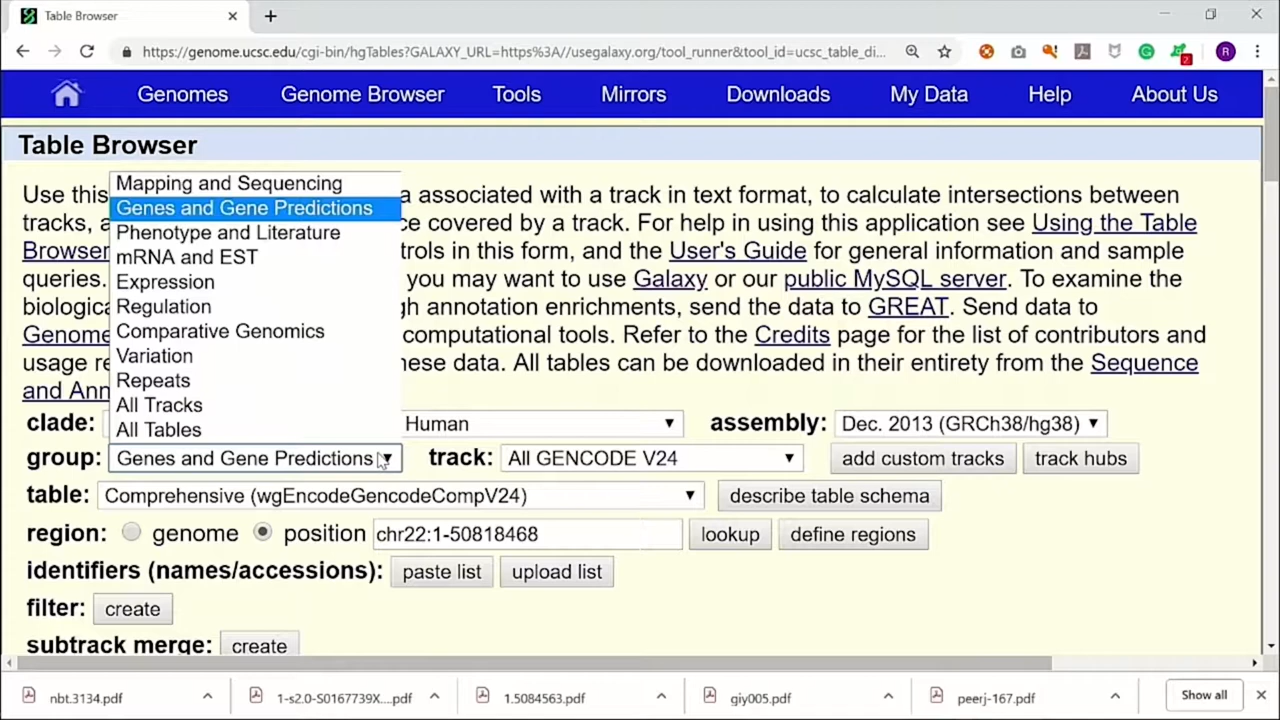 Table Browser
https://genome.ucsc.edu/cgi-bin/hgTables?GALAXY_URL=https%3A//usegalaxy.org/tool_runner&tool_id=ucsc_table_di...
2
R
Genomes Genome Browser Tools Mirrors Downloads My Data Help About Us
Table Browser
Mapping and Sequencing
Genes and Gene Predictions
Phenotype and Literature
mRNA and EST
Expression
Regulation
Comparative Genomics
Variation
Repeats
All Tracks
All Tables
Use this a associated with a track in text format, to calculate intersections between
tracks, a ce covered by a track. For help in using this application see Using the Table
Browser trols in this form, and the User's Guide for general information and sample
queries. you may want to use Galaxy or our public MySQL server. To examine the
biologica gh annotation enrichments, send the data to GREAT. Send data to
Genome computational tools. Refer to the Credits page for the list of contributors and
usage re hese data. All tables can be downloaded in their entirety from the Sequence
and Ann
clade: Human assembly: Dec. 2013 (GRCh38/hg38)
group: Genes and Gene Predictions track: All GENCODE V24 add custom tracks track hubs
table: Comprehensive (wgEncodeGencodeCompV24) describe table schema
region: genome position chr22:1-50818468 lookup define regions
identifiers (names/accessions): paste list upload list
filter: create
subtrack merge: create
nbt.3134.pdf 1-s2.0-S0167739X....pdf 1.5084563.pdf giy005.pdf peerj-167.pdf Show all